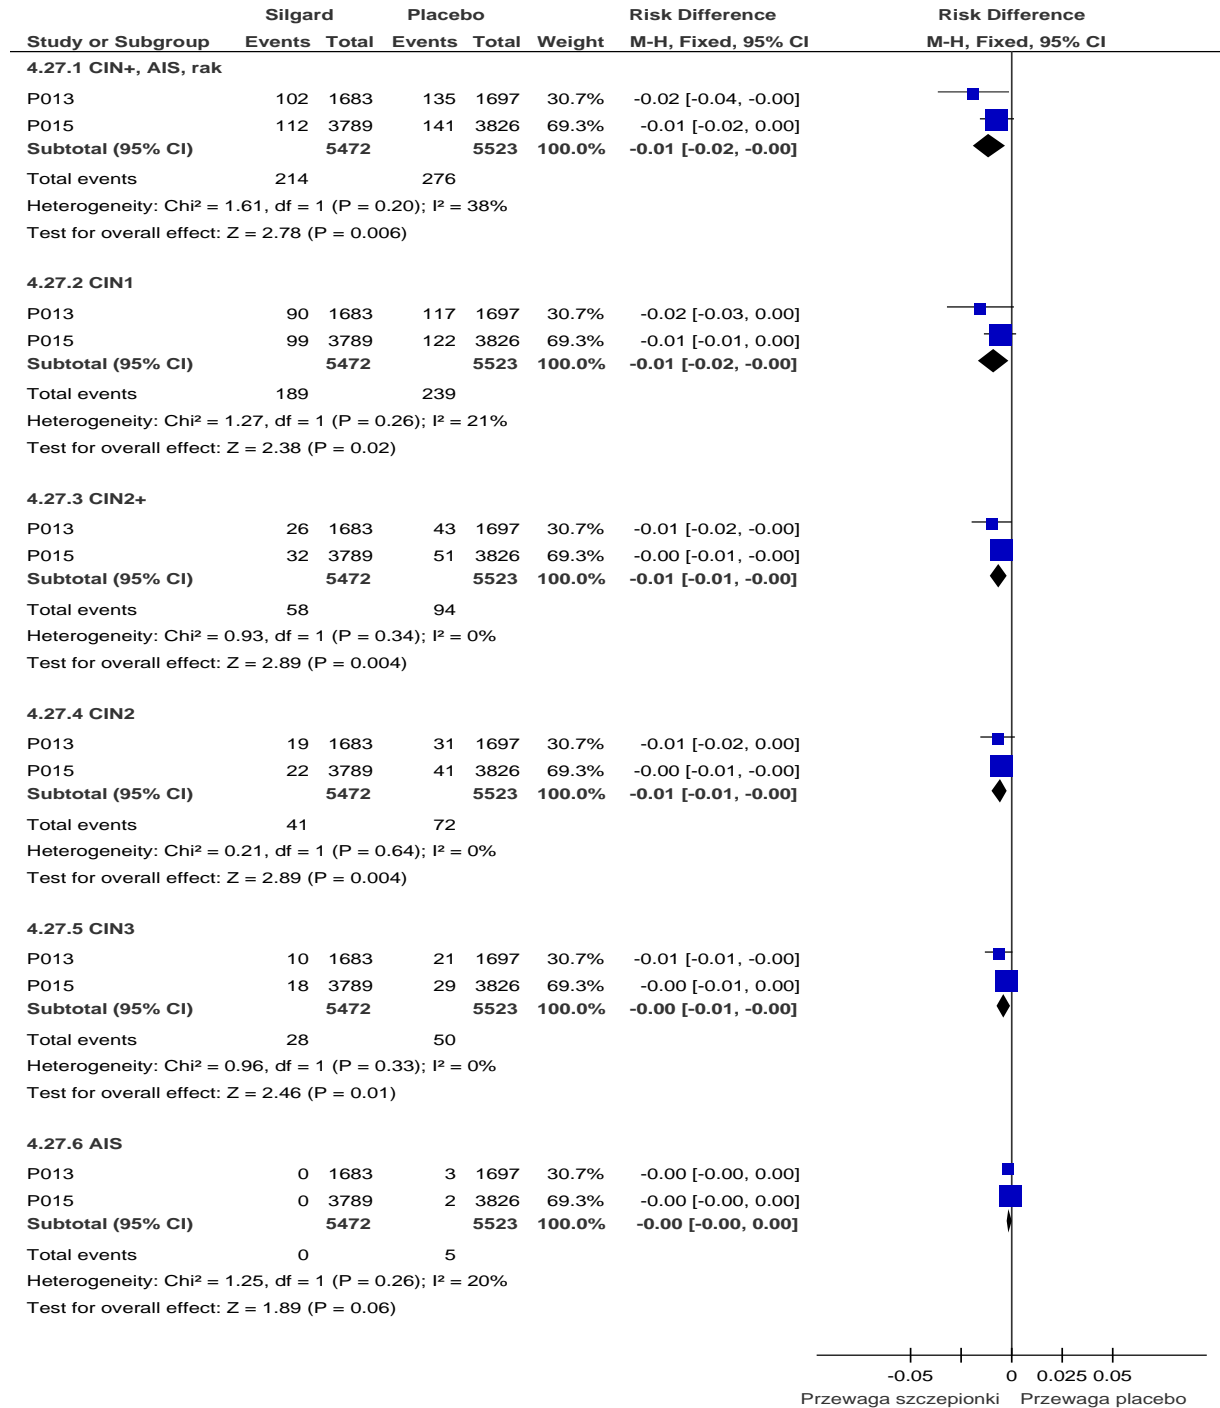 Silgard Placebo Risk Difference Risk Difference
Study or Subgroup Events Total Events Total Weight M-H, Fixed, 95% CI M-H, Fixed, 95% CI
4.27.1 CIN+, AIS, rak
P013 102 1683 135 1697 30.7% -0.02 [-0.04, -0.00]
P015 112 3789 141 3826 69.3% -0.01 [-0.02, 0.00]
Subtotal (95% CI) 5472 5523 100.0% -0.01 [-0.02, -0.00]
Total events 214 276
Heterogeneity: Chi² = 1.61, df = 1 (P = 0.20); I² = 38%
Test for overall effect: Z = 2.78 (P = 0.006)
4.27.2 CIN1
P013 90 1683 117 1697 30.7% -0.02 [-0.03, 0.00]
P015 99 3789 122 3826 69.3% -0.01 [-0.01, 0.00]
Subtotal (95% CI) 5472 5523 100.0% -0.01 [-0.02, -0.00]
Total events 189 239
Heterogeneity: Chi² = 1.27, df = 1 (P = 0.26); I² = 21%
Test for overall effect: Z = 2.38 (P = 0.02)
4.27.3 CIN2+
P013 26 1683 43 1697 30.7% -0.01 [-0.02, -0.00]
P015 32 3789 51 3826 69.3% -0.00 [-0.01, -0.00]
Subtotal (95% CI) 5472 5523 100.0% -0.01 [-0.01, -0.00]
Total events 58 94
Heterogeneity: Chi² = 0.93, df = 1 (P = 0.34); I² = 0%
Test for overall effect: Z = 2.89 (P = 0.004)
4.27.4 CIN2
P013 19 1683 31 1697 30.7% -0.01 [-0.02, 0.00]
P015 22 3789 41 3826 69.3% -0.00 [-0.01, -0.00]
Subtotal (95% CI) 5472 5523 100.0% -0.01 [-0.01, -0.00]
Total events 41 72
Heterogeneity: Chi² = 0.21, df = 1 (P = 0.64); I² = 0%
Test for overall effect: Z = 2.89 (P = 0.004)
4.27.5 CIN3
P013 10 1683 21 1697 30.7% -0.01 [-0.01, -0.00]
P015 18 3789 29 3826 69.3% -0.00 [-0.01, 0.00]
Subtotal (95% CI) 5472 5523 100.0% -0.00 [-0.01, -0.00]
Total events 28 50
Heterogeneity: Chi² = 0.96, df = 1 (P = 0.33); I² = 0%
Test for overall effect: Z = 2.46 (P = 0.01)
4.27.6 AIS
P013 0 1683 3 1697 30.7% -0.00 [-0.00, 0.00]
P015 0 3789 2 3826 69.3% -0.00 [-0.00, 0.00]
Subtotal (95% CI) 5472 5523 100.0% -0.00 [-0.00, 0.00]
Total events 0 5
Heterogeneity: Chi² = 1.25, df = 1 (P = 0.26); I² = 20%
Test for overall effect: Z = 1.89 (P = 0.06)
-0.05 0 0.025 0.05
Przewaga szczepionki Przewaga placebo